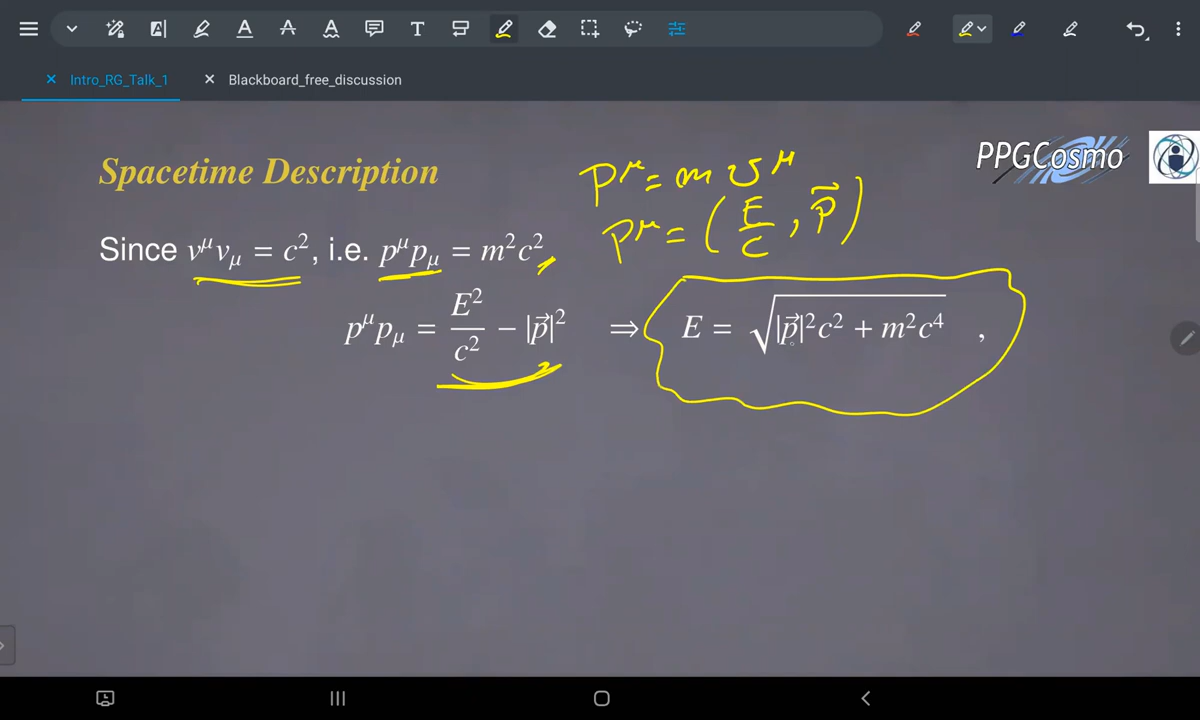 Intro_RG_Talk_1
Blackboard_free_discussion
Spacetime Description
PPGCosmo
p^μ = m v^μ
p^μ = (E/c, p⃗)
Since v^μ v_μ = c², i.e. p^μ p_μ = m²c²,
p^μ p_μ = E²/c² − |p⃗|² ⇒ E = √(|p⃗|²c² + m²c⁴) ,